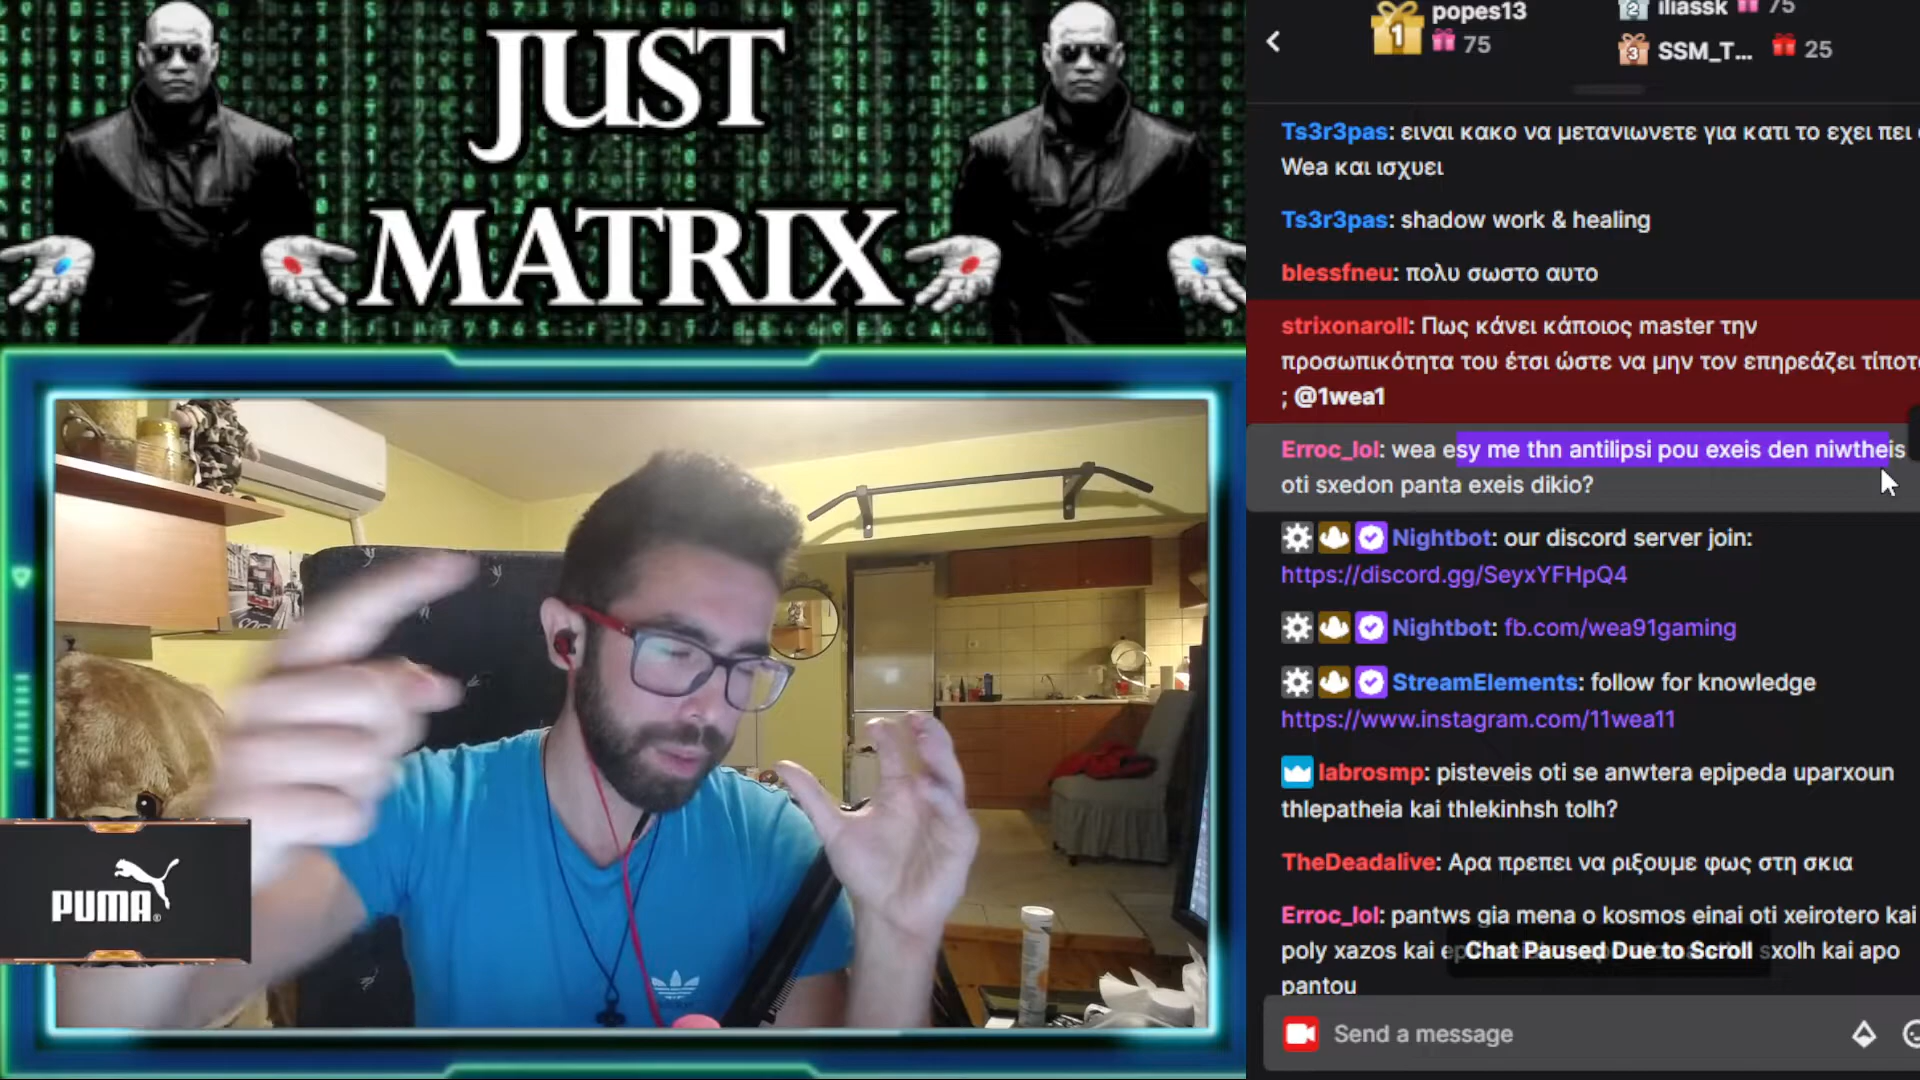 JUST
MATRIX
PUMA
popes13
75
iliassk 75
SSM_T... 25
Ts3r3pas: ειναι κακο να μετανιωνετε για κατι το εχει πει
Wea και ισχυει
Ts3r3pas: shadow work & healing
blessfneu: πολυ σωστο αυτο
strixonaroll: Πως κάνει κάποιος master την
προσωπικότητα του έτσι ώστε να μην τον επηρεάζει τίποτα
; @1wea1
Erroc_lol: wea esy me thn antilipsi pou exeis den niwtheis
oti sxedon panta exeis dikio?
Nightbot: our discord server join:
https://discord.gg/SeyxYFHpQ4
Nightbot: fb.com/wea91gaming
StreamElements: follow for knowledge
https://www.instagram.com/11wea11
labrosmp: pisteveis oti se anwtera epipeda uparxoun
thlepatheia kai thlekinhsh tolh?
TheDeadalive: Αρα πρεπει να ριξουμε φως στη σκια
Erroc_lol: pantws gia mena o kosmos einai oti xeirotero kai
poly xazos kai Chat Paused Due to Scroll sxolh kai apo
pantou
Send a message